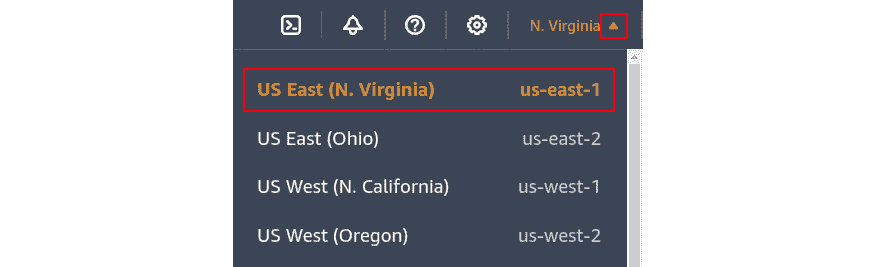 N. Virginia
US East (N. Virginia) us-east-1
US East (Ohio) us-east-2
US West (N. California) us-west-1
US West (Oregon) us-west-2